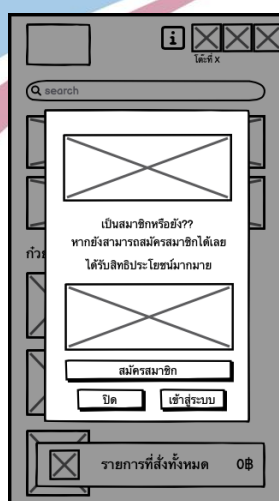 i
โต๊ะที่ x
search
เป็นสมาชิกหรือยัง??
หากยังสามารถสมัครสมาชิกได้เลย
ได้รับสิทธิประโยชน์มากมาย
ก๋วย
สมัครสมาชิก
ปิด
เข้าสู่ระบบ
รายการที่สั่งทั้งหมด 0฿